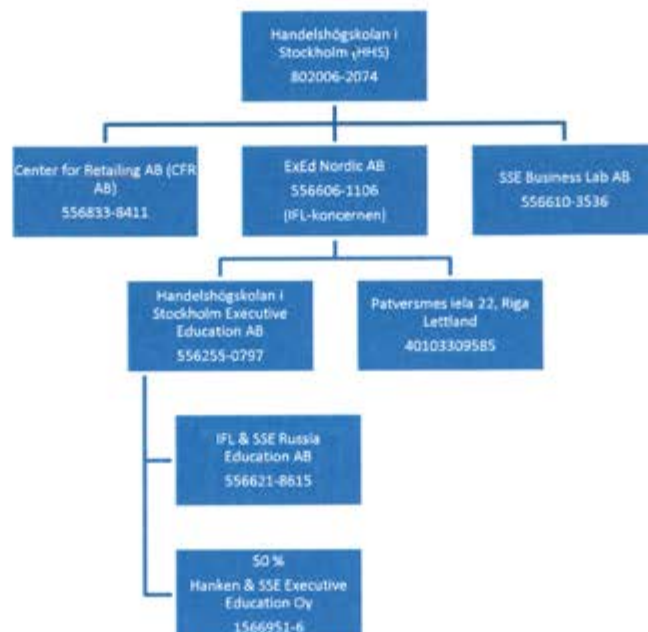 Handelshögskolan i
Stockholm (HHS)
802006-2074
Center for Retailing AB (CFR
AB)
556833-8411
ExEd Nordic AB
556606-1106
(IFL-koncernen)
SSE Business Lab AB
556610-3536
Handelshögskolan i
Stockholm Executive
Education AB
556255-0797
Patversmes iela 22, Riga
Lettland
40103309585
IFL & SSE Russia
Education AB
556621-8615
50 %
Hanken & SSE Executive
Education Oy
1566951-6